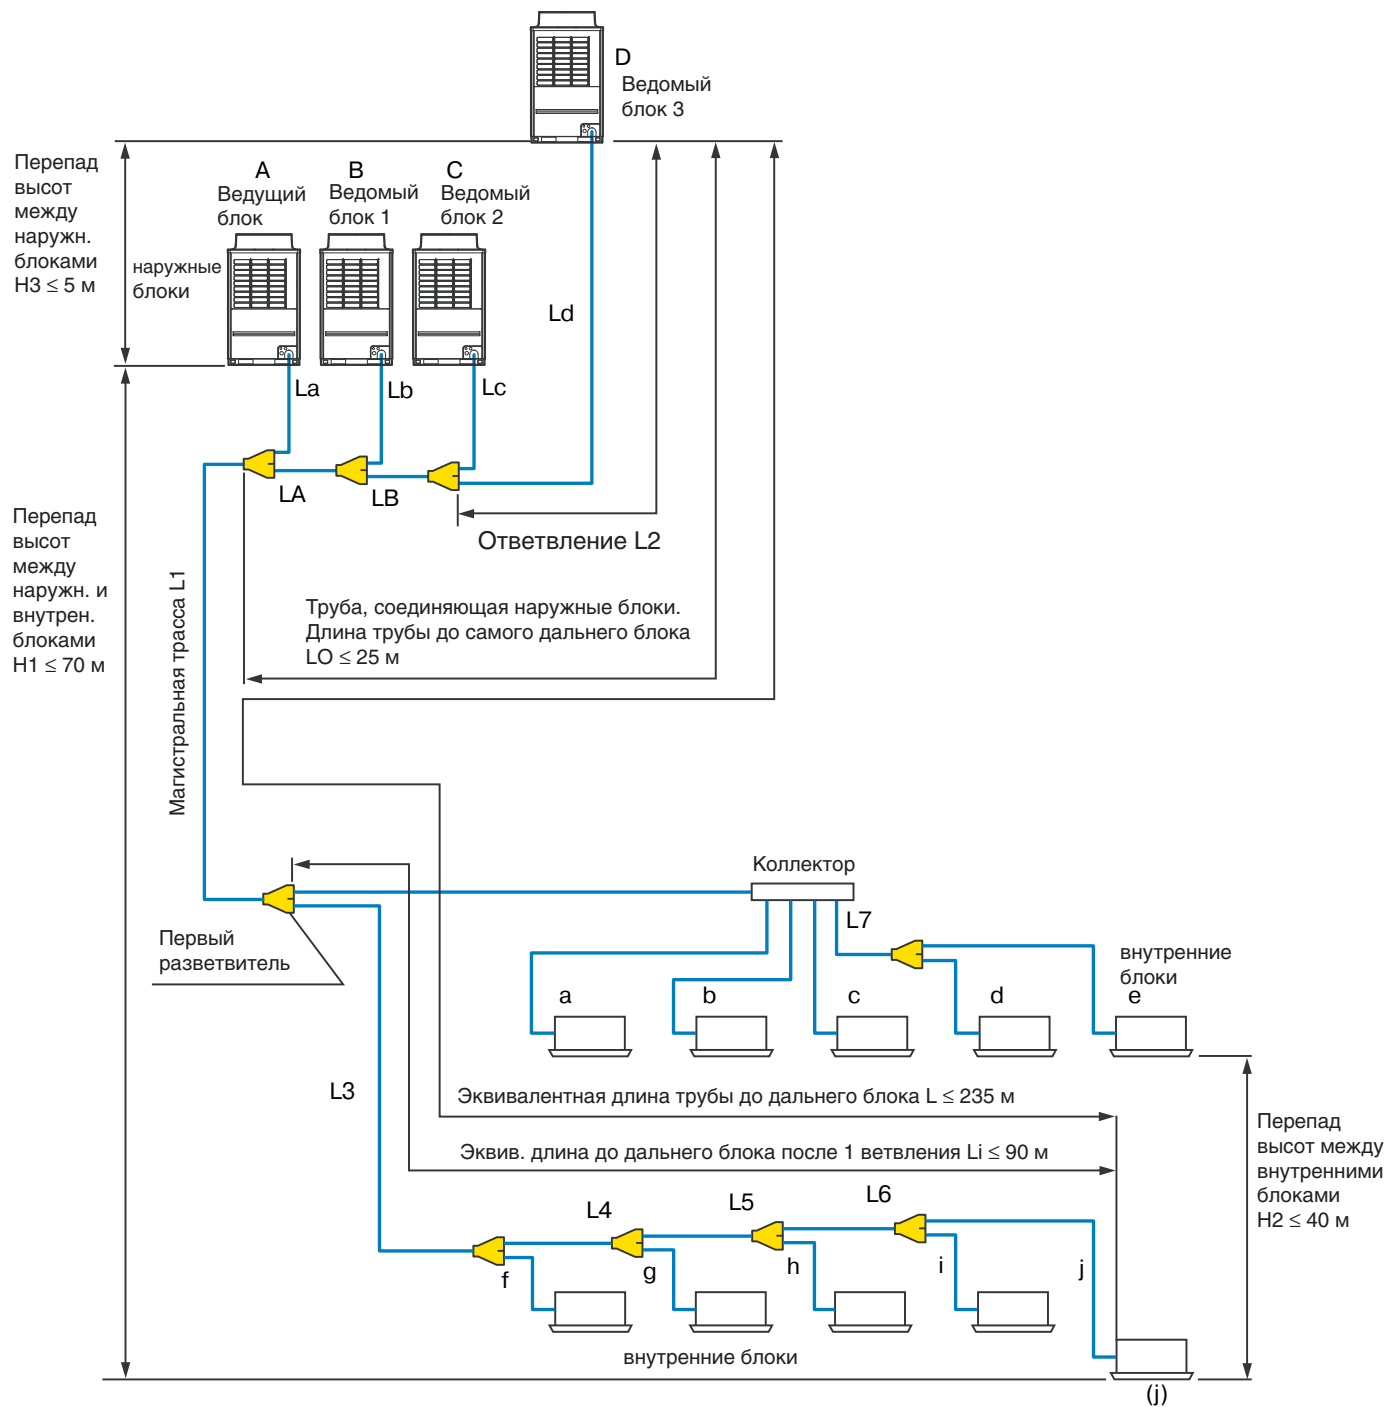 D
Ведомый
блок 3
Перепад
высот
между
наружн.
блоками
H3 ≤ 5 м
A
Ведущий
блок
B
Ведомый
блок 1
C
Ведомый
блок 2
наружные
блоки
La
Lb
Lc
Ld
LA
LB
Ответвление L2
Перепад
высот
между
наружн. и
внутрен.
блоками
H1 ≤ 70 м
Магистральная трасса L1
Труба, соединяющая наружные блоки.
Длина трубы до самого дальнего блока
LO ≤ 25 м
Коллектор
L7
Первый
разветвитель
внутренние
блоки
a
b
c
d
e
L3
Эквивалентная длина трубы до дальнего блока L ≤ 235 м
Эквив. длина до дальнего блока после 1 ветвления Li ≤ 90 м
Перепад
высот между
внутренними
блоками
H2 ≤ 40 м
L4
L5
L6
f
g
h
i
j
внутренние блоки
(j)